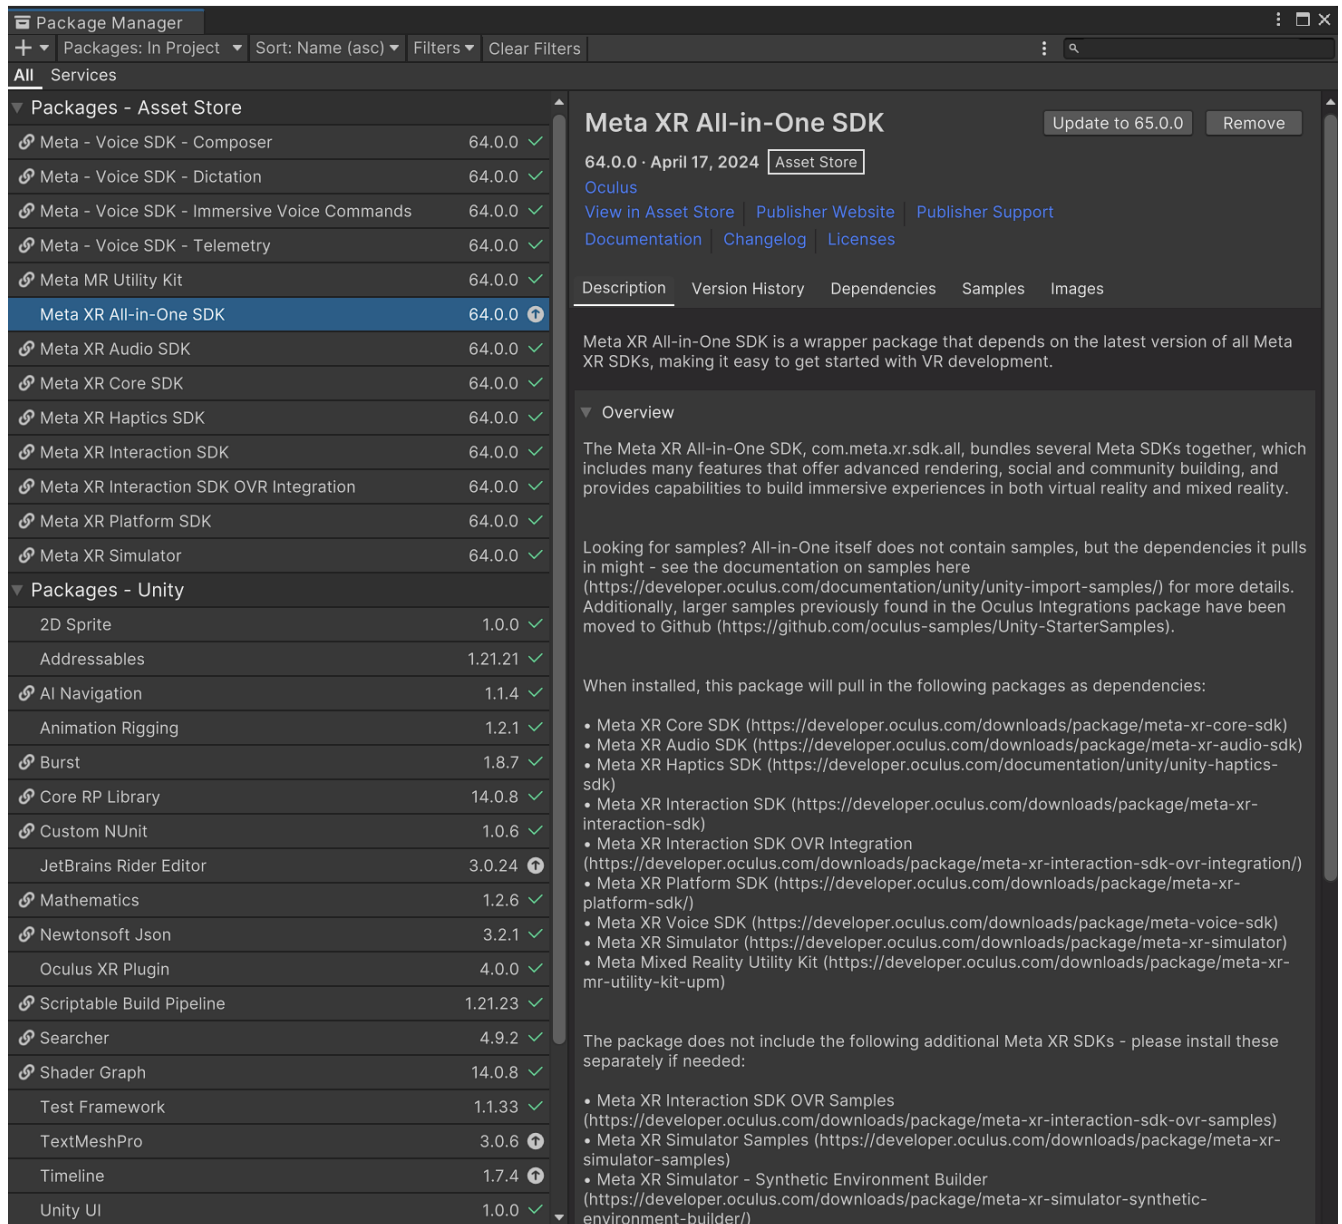 Package Manager
Packages: In Project
Sort: Name (asc)
Filters
Clear Filters
All
Services
Packages - Asset Store
Meta - Voice SDK - Composer 64.0.0
Meta - Voice SDK - Dictation 64.0.0
Meta - Voice SDK - Immersive Voice Commands 64.0.0
Meta - Voice SDK - Telemetry 64.0.0
Meta MR Utility Kit 64.0.0
Meta XR All-in-One SDK 64.0.0
Meta XR Audio SDK 64.0.0
Meta XR Core SDK 64.0.0
Meta XR Haptics SDK 64.0.0
Meta XR Interaction SDK 64.0.0
Meta XR Interaction SDK OVR Integration 64.0.0
Meta XR Platform SDK 64.0.0
Meta XR Simulator 64.0.0
Packages - Unity
2D Sprite 1.0.0
Addressables 1.21.21
AI Navigation 1.1.4
Animation Rigging 1.2.1
Burst 1.8.7
Core RP Library 14.0.8
Custom NUnit 1.0.6
JetBrains Rider Editor 3.0.24
Mathematics 1.2.6
Newtonsoft Json 3.2.1
Oculus XR Plugin 4.0.0
Scriptable Build Pipeline 1.21.23
Searcher 4.9.2
Shader Graph 14.0.8
Test Framework 1.1.33
TextMeshPro 3.0.6
Timeline 1.7.4
Unity UI 1.0.0
Meta XR All-in-One SDK
Update to 65.0.0
Remove
64.0.0 · April 17, 2024 Asset Store
Oculus
View in Asset Store Publisher Website Publisher Support
Documentation Changelog Licenses
Description Version History Dependencies Samples Images
Meta XR All-in-One SDK is a wrapper package that depends on the latest version of all Meta
XR SDKs, making it easy to get started with VR development.
Overview
The Meta XR All-in-One SDK, com.meta.xr.sdk.all, bundles several Meta SDKs together, which
includes many features that offer advanced rendering, social and community building, and
provides capabilities to build immersive experiences in both virtual reality and mixed reality.
Looking for samples? All-in-One itself does not contain samples, but the dependencies it pulls
in might - see the documentation on samples here
(https://developer.oculus.com/documentation/unity/unity-import-samples/) for more details.
Additionally, larger samples previously found in the Oculus Integrations package have been
moved to Github (https://github.com/oculus-samples/Unity-StarterSamples).
When installed, this package will pull in the following packages as dependencies:
• Meta XR Core SDK (https://developer.oculus.com/downloads/package/meta-xr-core-sdk)
• Meta XR Audio SDK (https://developer.oculus.com/downloads/package/meta-xr-audio-sdk)
• Meta XR Haptics SDK (https://developer.oculus.com/documentation/unity/unity-haptics-
sdk)
• Meta XR Interaction SDK (https://developer.oculus.com/downloads/package/meta-xr-
interaction-sdk)
• Meta XR Interaction SDK OVR Integration
(https://developer.oculus.com/downloads/package/meta-xr-interaction-sdk-ovr-integration/)
• Meta XR Platform SDK (https://developer.oculus.com/downloads/package/meta-xr-
platform-sdk/)
• Meta XR Voice SDK (https://developer.oculus.com/downloads/package/meta-voice-sdk)
• Meta XR Simulator (https://developer.oculus.com/downloads/package/meta-xr-simulator)
• Meta Mixed Reality Utility Kit (https://developer.oculus.com/downloads/package/meta-xr-
mr-utility-kit-upm)
The package does not include the following additional Meta XR SDKs - please install these
separately if needed:
• Meta XR Interaction SDK OVR Samples
(https://developer.oculus.com/downloads/package/meta-xr-interaction-sdk-ovr-samples)
• Meta XR Simulator Samples (https://developer.oculus.com/downloads/package/meta-xr-
simulator-samples)
• Meta XR Simulator - Synthetic Environment Builder
(https://developer.oculus.com/downloads/package/meta-xr-simulator-synthetic-
environment-builder/)